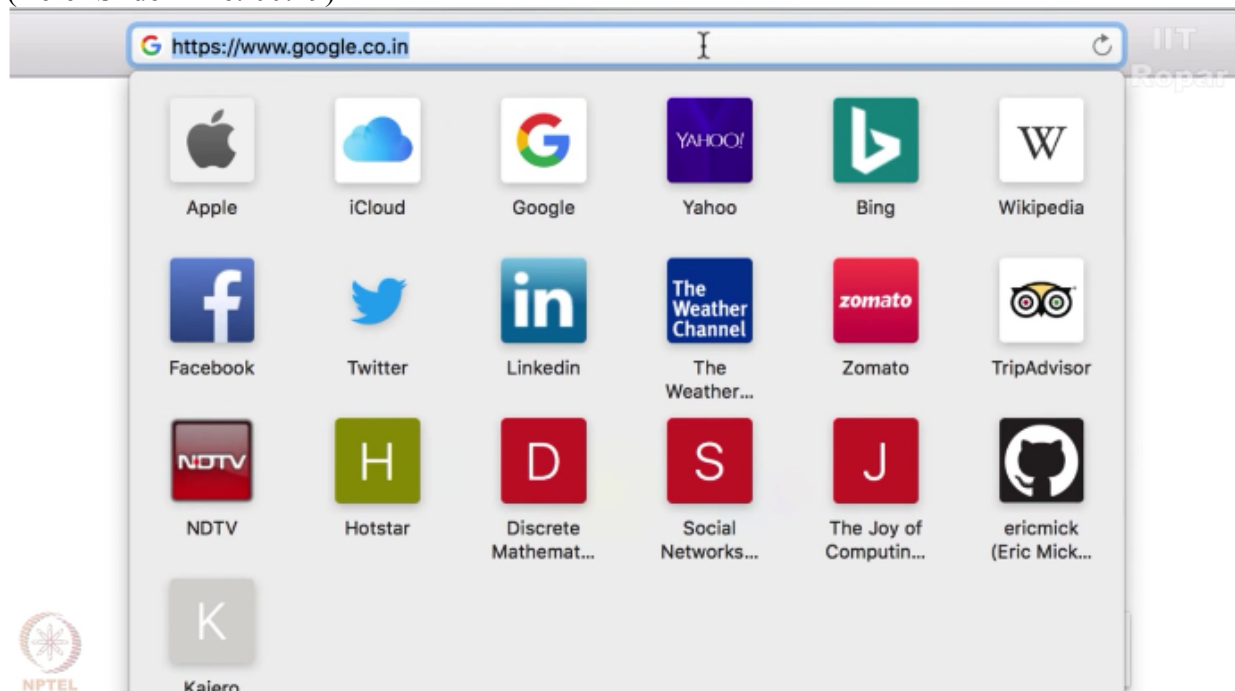 https://www.google.co.in
IIT
Ropar
YAHOO!
W
Apple
iCloud
Google
Yahoo
Bing
Wikipedia
f
in
The
Weather
Channel
zomato
Facebook
Twitter
Linkedin
The
Weather...
Zomato
TripAdvisor
NDTV
H
D
S
J
NDTV
Hotstar
Discrete
Mathemat...
Social
Networks...
The Joy of
Computin...
ericmick
(Eric Mick...
K
Kajero
NPTEL